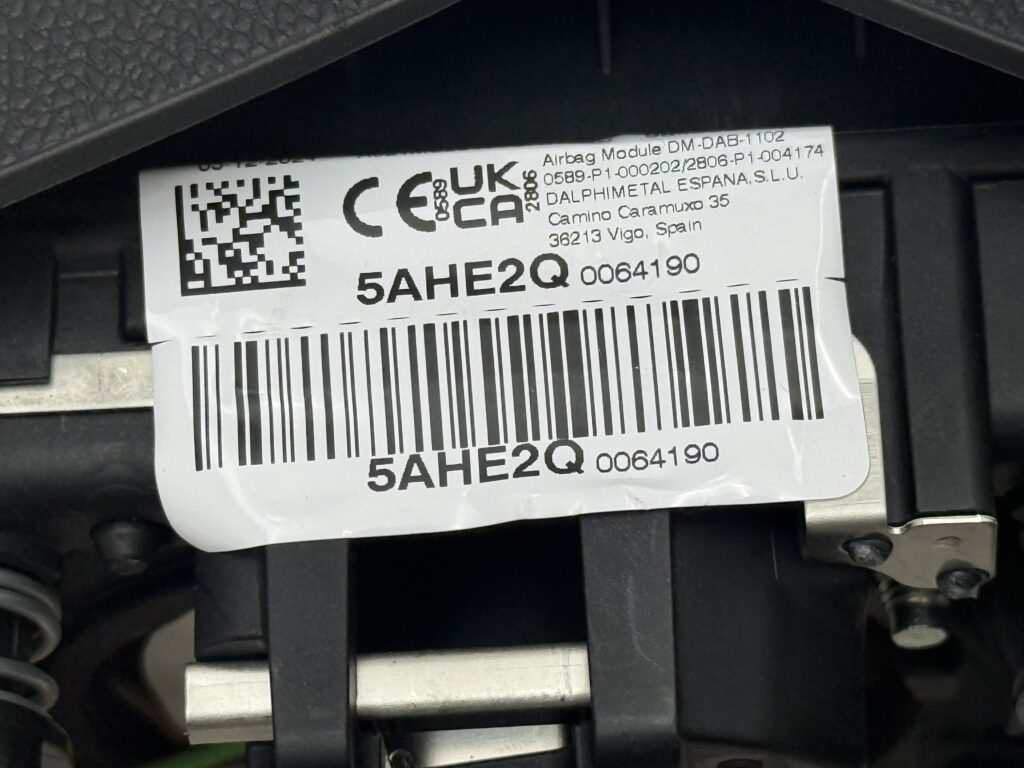 Airbag Module DM-DAB-1102
0589-P1-000202/2806-P1-004174
DALPHIMETAL ESPANA, S.L.U.
Camino Caramuxo 35
36213 Vigo, Spain
CE 0589
UK CA 2806
5AHE2Q 0064190
5AHE2Q 0064190